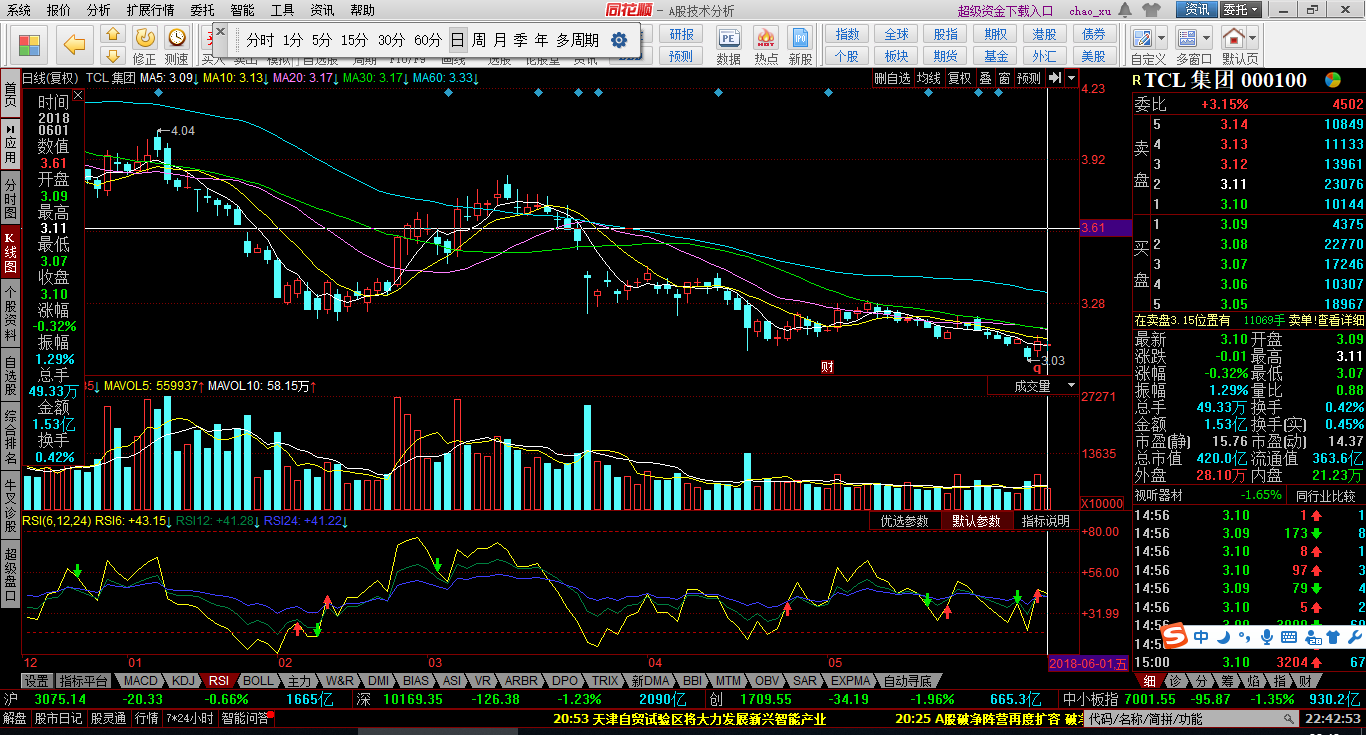 系统 报价 分析 扩展行情 委托 智能 工具 资讯 帮助
同花顺 - A股技术分析
超级资金下载入口 chao_xu 资讯 委托
分时 1分 5分 15分 30分 60分 日 周 月 季 年 多周期
修正 测速
研报 预测
PE 数据 HOT 热点 IPO 新股
指数 全球 股指 期权 港股 债券
个股 板块 期货 基金 外汇 美股
自定义 多窗口 默认页
首页
应用
分时图
K线图
个股资料
自选股
综合排名
牛叉诊股
超级盘口
日线(复权) TCL 集团 MA5: 3.09↓ MA10: 3.13↓ MA20: 3.17↓ MA30: 3.17↓ MA60: 3.33↓
删自选 均线 复权 叠 窗 预测
时间
2018
0601
数值
3.61
开盘
3.09
最高
3.11
最低
3.07
收盘
3.10
涨幅
-0.32%
振幅
1.29%
总手
49.33万
金额
1.53亿
换手
0.42%
4.04
3.03
财
q
4.23
3.92
3.61
3.28
MAVOL5: 559937↑ MAVOL10: 58.15万↑
成交量
27271
13635
X10000
RSI(6,12,24) RSI6: +43.15↓ RSI12: +41.28↓ RSI24: +41.22↓
优选参数 默认参数 指标说明
+80.00
+56.00
+31.99
12 01 02 03 04 05 2018-06-01,五
设置 指标平台 MACD KDJ RSI BOLL 主力 W&R DMI BIAS ASI VR ARBR DPO TRIX 新DMA BBI MTM OBV SAR EXPMA 自动寻底
R TCL 集团 000100
委比 +3.15% 4502
卖盘
5 3.14 10849
4 3.13 11133
3 3.12 13961
2 3.11 23076
1 3.10 10144
买盘
1 3.09 4375
2 3.08 22770
3 3.07 17246
4 3.06 10307
5 3.05 18967
在卖盘3.15位置有 11069手 卖单!查看详细
最新 3.10 开盘 3.09
涨跌 -0.01 最高 3.11
涨幅 -0.32% 最低 3.07
振幅 1.29% 量比 0.88
总手 49.33万 换手 0.42%
金额 1.53亿 换手(实) 0.45%
市盈(静) 15.76 市盈(动) 14.37
总市值 420.0亿 流通值 363.6亿
外盘 28.10万 内盘 21.23万
视听器材 -1.65% 同行业比较
14:56 3.10 1 1
14:56 3.09 173 8
14:56 3.10 8 1
14:56 3.10 97 3
14:56 3.09 79 4
14:56 3.10 5 2
15:00 3.10 3204 67
中
细 诊 分 筹 焰 指 财
沪 3075.14 -20.33 -0.66% 1665亿 深 10169.35 -126.38 -1.23% 2090亿 创 1709.55 -34.19 -1.96% 665.3亿 中小板指 7001.55 -95.87 -1.35% 930.2亿
解盘 股市日记 股灵通 行情 7*24小时 智能问答 20:53 天津自贸试验区将大力发展新兴智能产业 20:25 A股破净阵营再度扩容 破净 代码/名称/简拼/功能 22:42:53